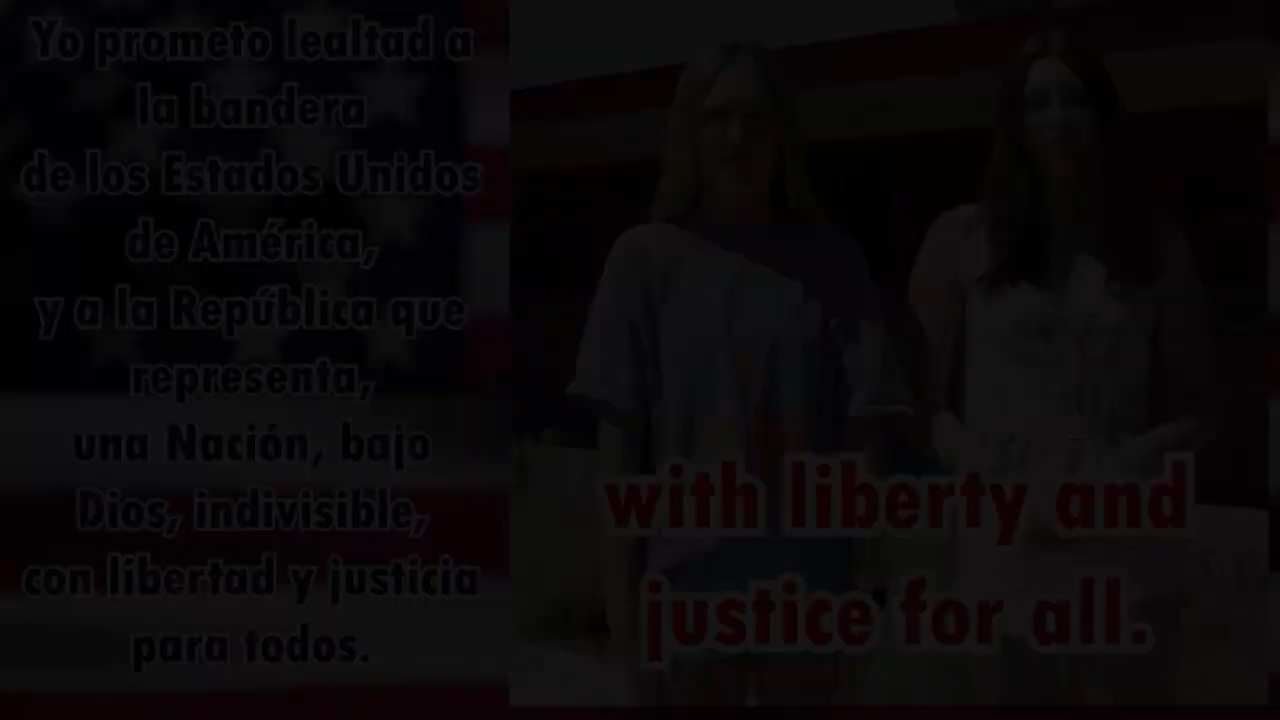 Yo prometo lealtad a
la bandera
de los Estados Unidos
de América,
y a la República que
representa,
una Nación, bajo
Dios, indivisible,
con libertad y justicia
para todos.
with liberty and
justice for all.